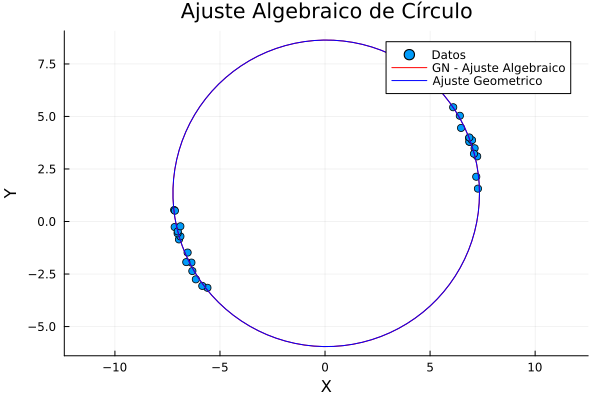 Ajuste Algebraico de Círculo
Datos
GN - Ajuste Algebraico
Ajuste Geometrico
7.5
5.0
2.5
0.0
−2.5
−5.0
Y
−10
−5
0
5
10
X